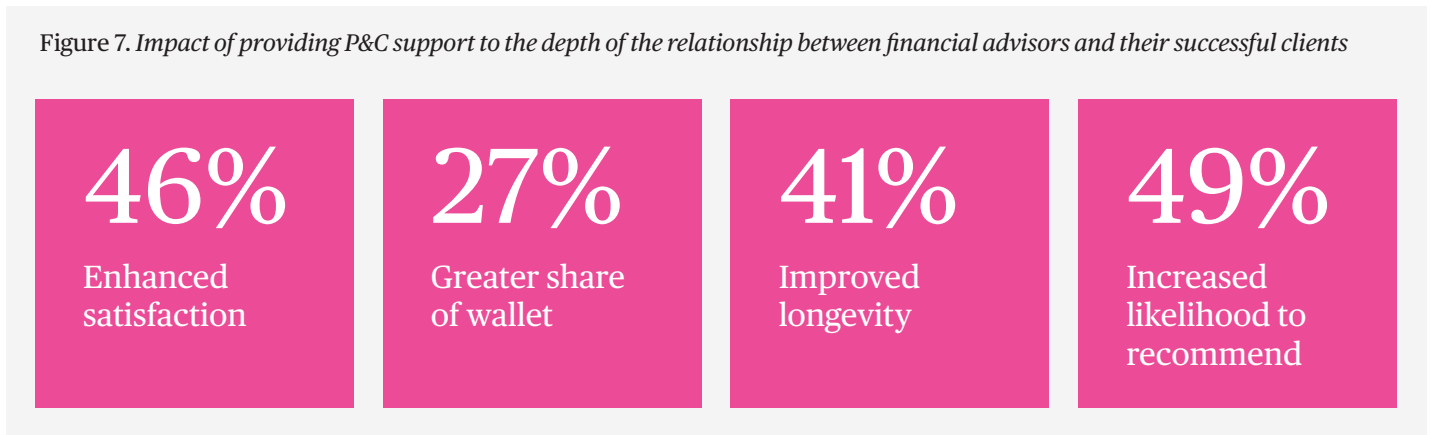 Figure 7. Impact of providing P&C support to the depth of the relationship between financial advisors and their successful clients
46%
Enhanced
satisfaction
27%
Greater share
of wallet
41%
Improved
longevity
49%
Increased
likelihood to
recommend